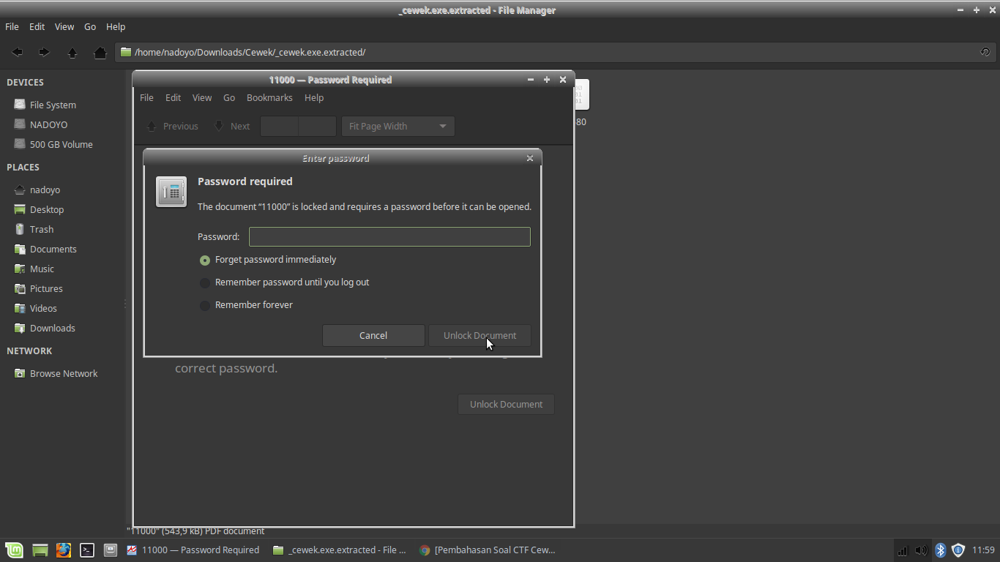 _cewek.exe.extracted - File Manager
File Edit View Go Help
/home/nadoyo/Downloads/Cewek/_cewek.exe.extracted/
DEVICES
File System
NADOYO
500 GB Volume
PLACES
nadoyo
Desktop
Trash
Documents
Music
Pictures
Videos
Downloads
NETWORK
Browse Network
80
11000 — Password Required
File Edit View Go Bookmarks Help
Previous Next Fit Page Width
Enter password
Password required
The document “11000” is locked and requires a password before it can be opened.
Password:
Forget password immediately
Remember password until you log out
Remember forever
Cancel Unlock Document
correct password.
Unlock Document
"11000" (543,9 kB) PDF document
11000 — Password Required _cewek.exe.extracted - File ... [Pembahasan Soal CTF Cew... 11:59